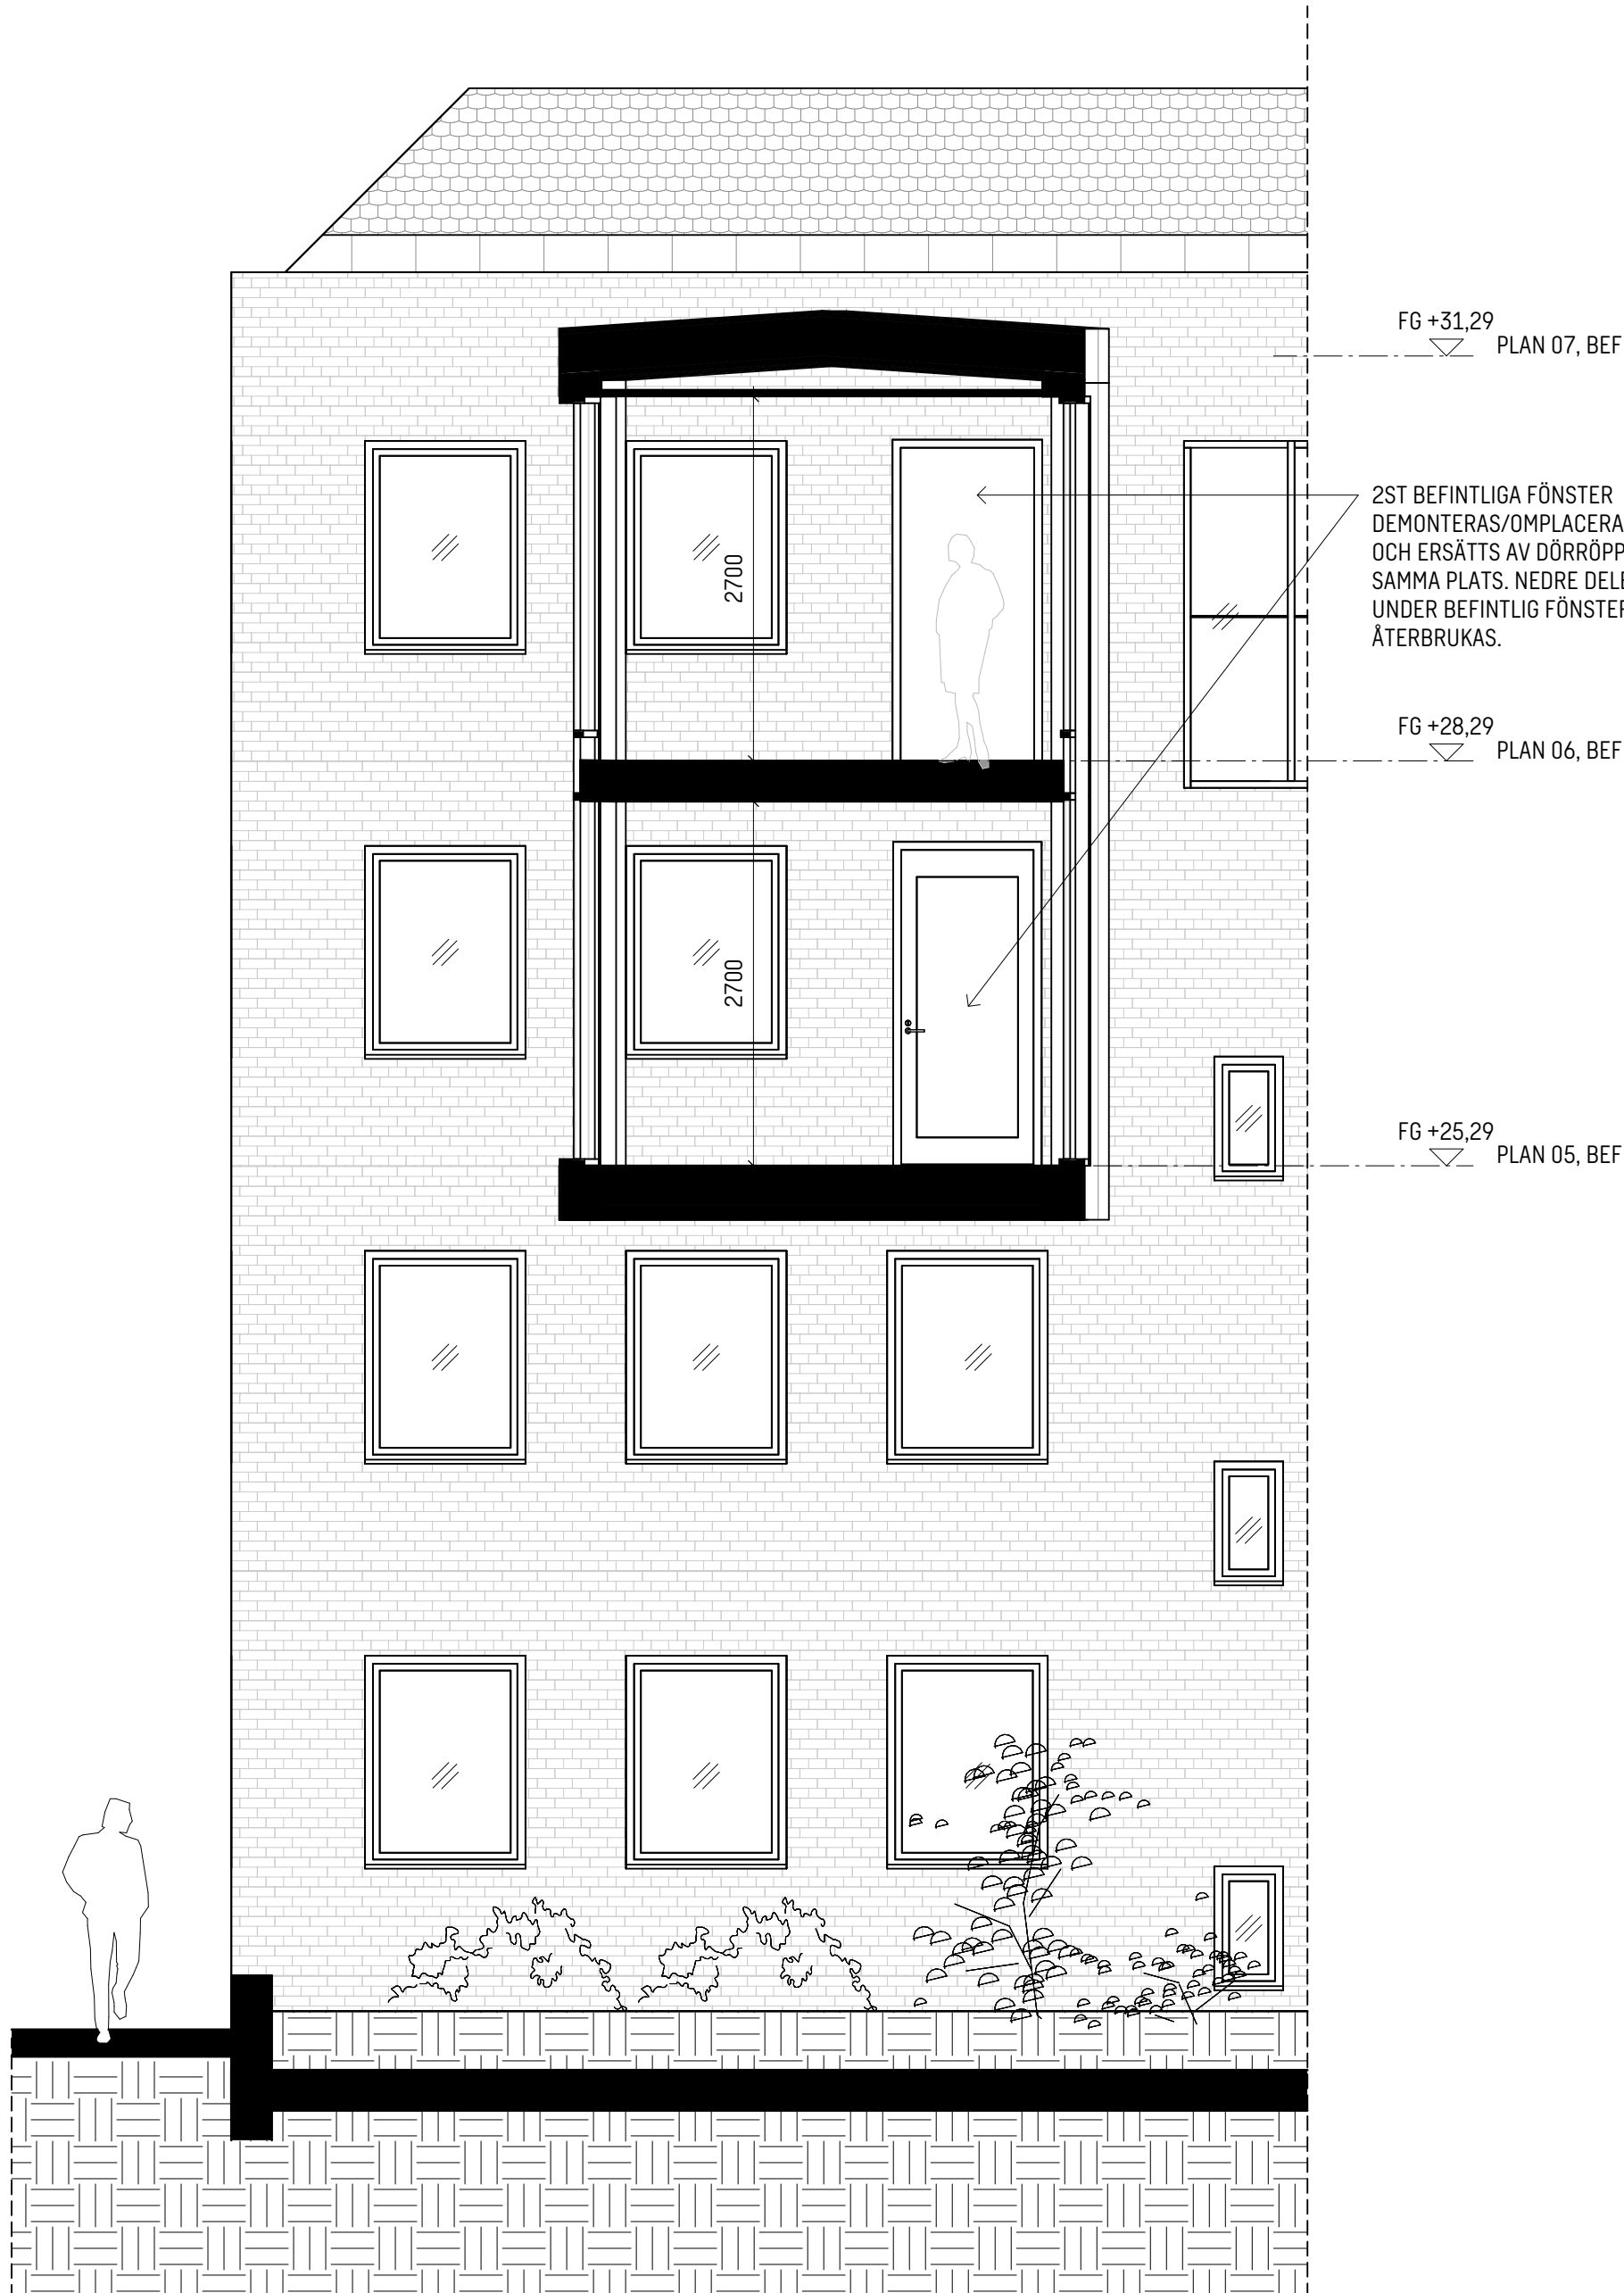 FG +31,29
PLAN 07, BEF
2ST BEFINTLIGA FÖNSTER
DEMONTERAS/OMPLACERA
OCH ERSÄTTS AV DÖRRÖPP
SAMMA PLATS. NEDRE DELE
UNDER BEFINTLIG FÖNSTER
ÅTERBRUKAS.
2700
FG +28,29
PLAN 06, BEF
2700
FG +25,29
PLAN 05, BEF